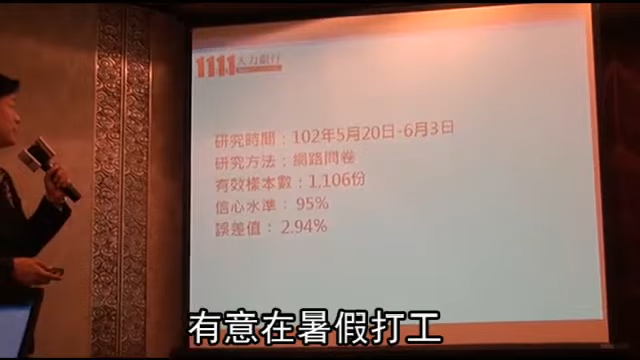 1111人力銀行
研究時間：102年5月20日-6月3日
研究方法：網路問卷
有效樣本數：1,106份
信心水準：95%
誤差值：2.94%
有意在暑假打工